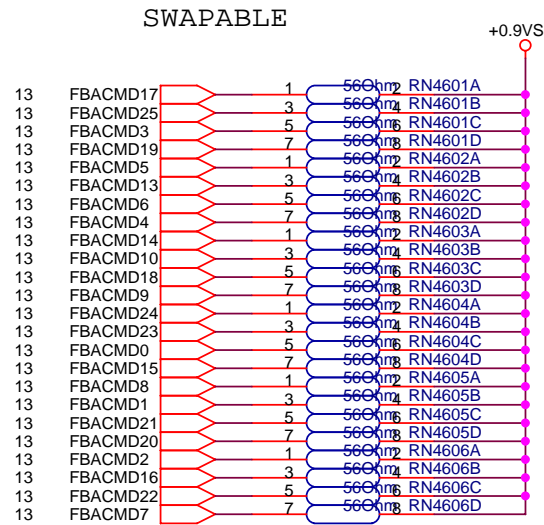 SWAPABLE
+0.9VS
13 FBACMD17 1 56Ohm 2 RN4601A
13 FBACMD25 3 56Ohm 4 RN4601B
13 FBACMD3 5 56Ohm 6 RN4601C
13 FBACMD19 7 56Ohm 8 RN4601D
13 FBACMD5 1 56Ohm 2 RN4602A
13 FBACMD13 3 56Ohm 4 RN4602B
13 FBACMD6 5 56Ohm 6 RN4602C
13 FBACMD4 7 56Ohm 8 RN4602D
13 FBACMD14 1 56Ohm 2 RN4603A
13 FBACMD10 3 56Ohm 4 RN4603B
13 FBACMD18 5 56Ohm 6 RN4603C
13 FBACMD9 7 56Ohm 8 RN4603D
13 FBACMD24 1 56Ohm 2 RN4604A
13 FBACMD23 3 56Ohm 4 RN4604B
13 FBACMD0 5 56Ohm 6 RN4604C
13 FBACMD15 7 56Ohm 8 RN4604D
13 FBACMD8 1 56Ohm 2 RN4605A
13 FBACMD1 3 56Ohm 4 RN4605B
13 FBACMD21 5 56Ohm 6 RN4605C
13 FBACMD20 7 56Ohm 8 RN4605D
13 FBACMD2 1 56Ohm 2 RN4606A
13 FBACMD16 3 56Ohm 4 RN4606B
13 FBACMD22 5 56Ohm 6 RN4606C
13 FBACMD7 7 56Ohm 8 RN4606D